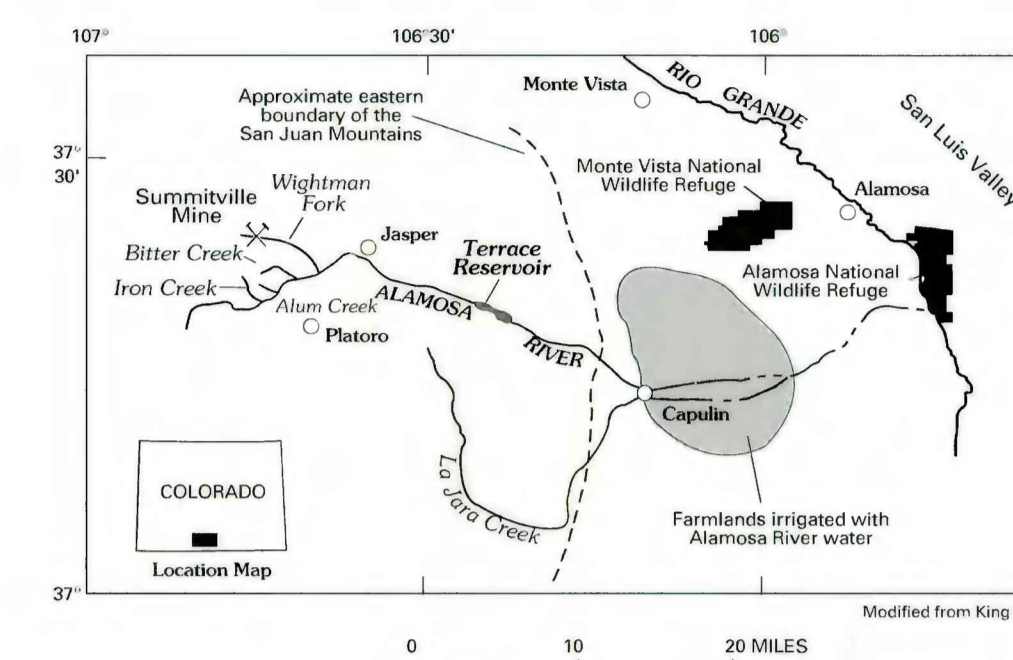 107°
106°30'
106°
Monte Vista
RIO GRANDE
San Luis Valley
Approximate eastern
boundary of the
San Juan Mountains
37°
30'
Monte Vista National
Wildlife Refuge
Alamosa
Summitville
Mine
Wightman
Fork
Jasper
Bitter Creek
Terrace
Reservoir
Alamosa National
Wildlife Refuge
Iron Creek
Alum Creek
ALAMOSA
RIVER
Platoro
Capulin
La Jara Creek
COLORADO
Location Map
Farmlands irrigated with
Alamosa River water
37°
Modified from King
0 10 20 MILES